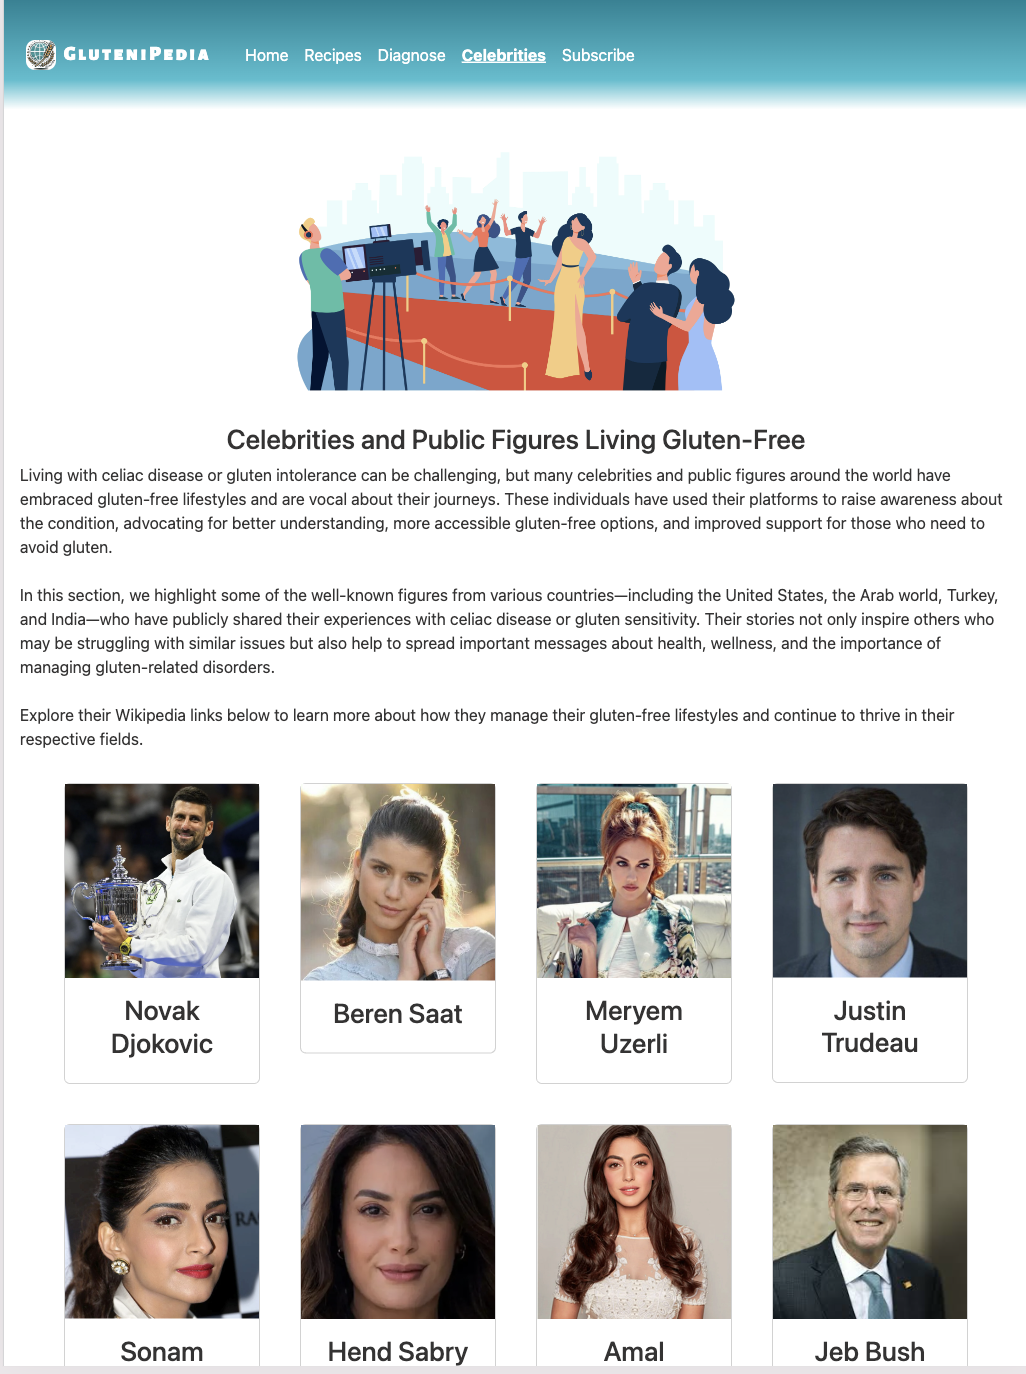 GLUTENIPEDIA
Home Recipes Diagnose Celebrities Subscribe
Celebrities and Public Figures Living Gluten-Free
Living with celiac disease or gluten intolerance can be challenging, but many celebrities and public figures around the world have
embraced gluten-free lifestyles and are vocal about their journeys. These individuals have used their platforms to raise awareness about
the condition, advocating for better understanding, more accessible gluten-free options, and improved support for those who need to
avoid gluten.
In this section, we highlight some of the well-known figures from various countries—including the United States, the Arab world, Turkey,
and India—who have publicly shared their experiences with celiac disease or gluten sensitivity. Their stories not only inspire others who
may be struggling with similar issues but also help to spread important messages about health, wellness, and the importance of
managing gluten-related disorders.
Explore their Wikipedia links below to learn more about how they manage their gluten-free lifestyles and continue to thrive in their
respective fields.
Novak
Djokovic
Beren Saat
Meryem
Uzerli
Justin
Trudeau
RA
Sonam
Hend Sabry
Amal
Jeb Bush